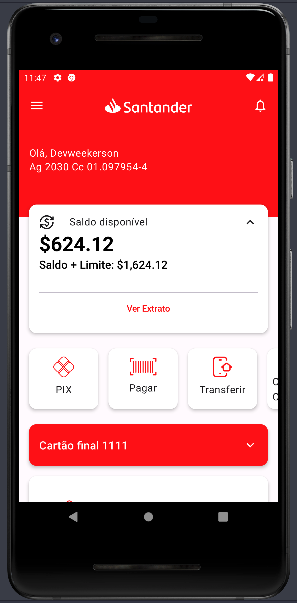 11:47
Santander
Olá, Devweekerson
Ag 2030 Cc 01.097954-4
Saldo disponível
$624.12
Saldo + Limite: $1,624.12
Ver Extrato
PIX
Pagar
Transferir
Cartão final 1111